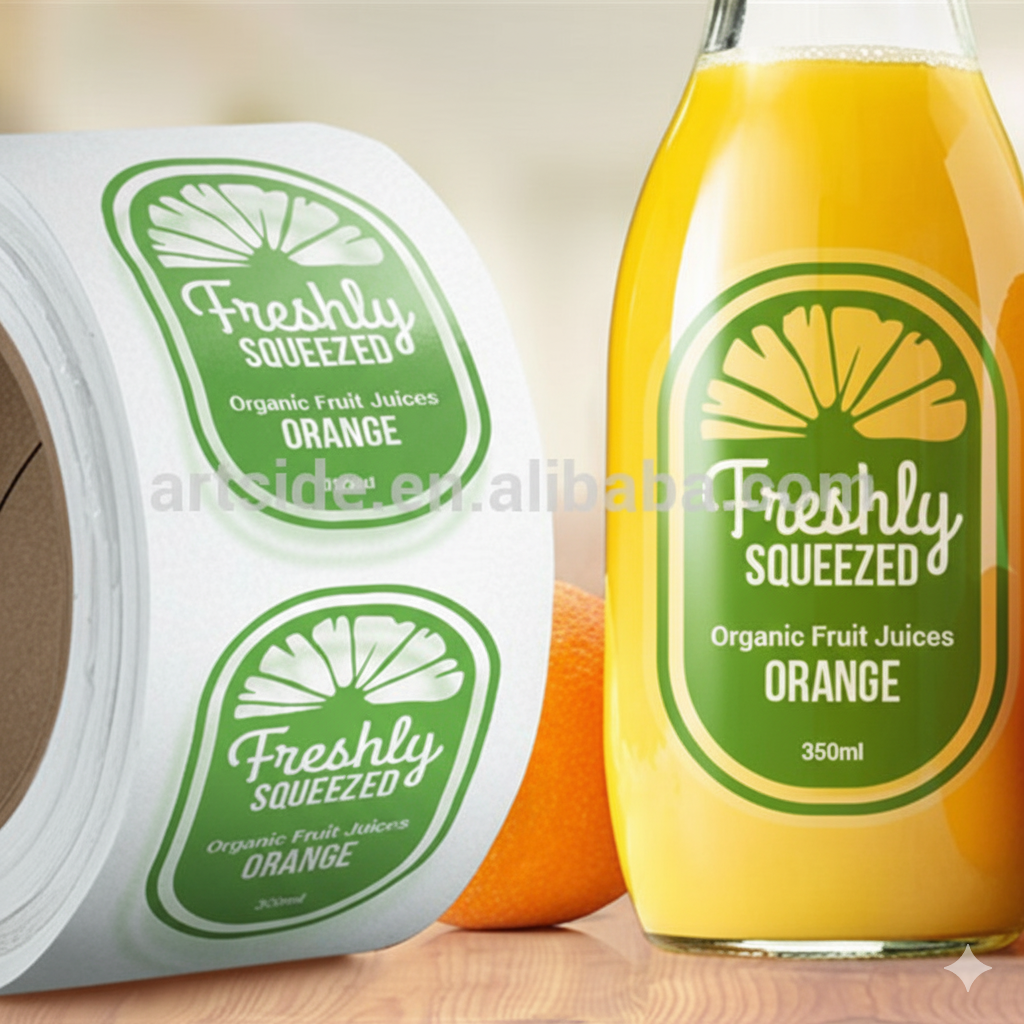 Freshly
SQUEEZED
Organic Fruit Juices
ORANGE
artside.en.alibaba.com
Freshly
SQUEEZED
Organic Fruit Juices
ORANGE
350ml
Freshly
SQUEEZED
Organic Fruit Juices
ORANGE